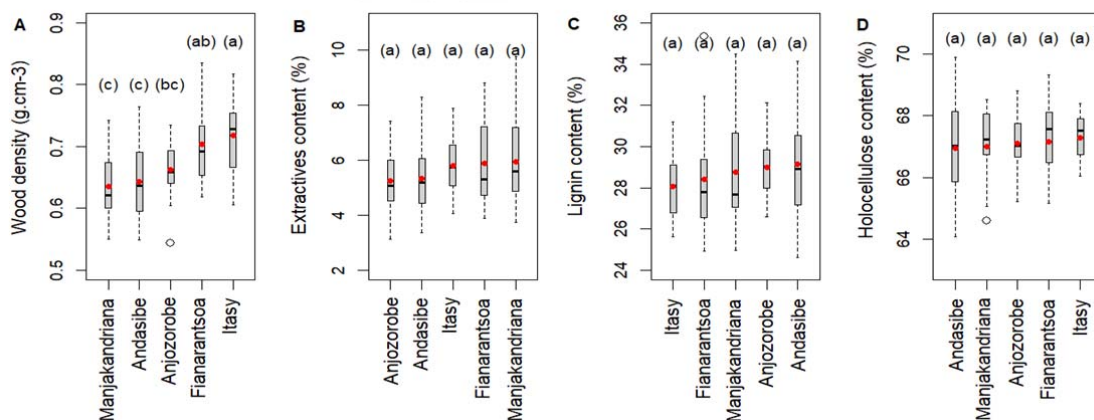 A
Wood density (g.cm-3)
0.9
0.8
0.7
0.6
0.5
(c) (c) (bc) (ab) (a)
Manjakandriana
Andasibe
Anjozorobe
Fianarantsoa
Itasy
B
Extractives content (%)
10
8
6
4
2
(a) (a) (a) (a) (a)
Anjozorobe
Andasibe
Itasy
Fianarantsoa
Manjakandriana
C
Lignin content (%)
36
34
32
30
28
26
24
(a) (a) (a) (a) (a)
Itasy
Fianarantsoa
Manjakandriana
Anjozorobe
Andasibe
D
Holocellulose content (%)
70
68
66
64
(a) (a) (a) (a) (a)
Andasibe
Manjakandriana
Anjozorobe
Fianarantsoa
Itasy